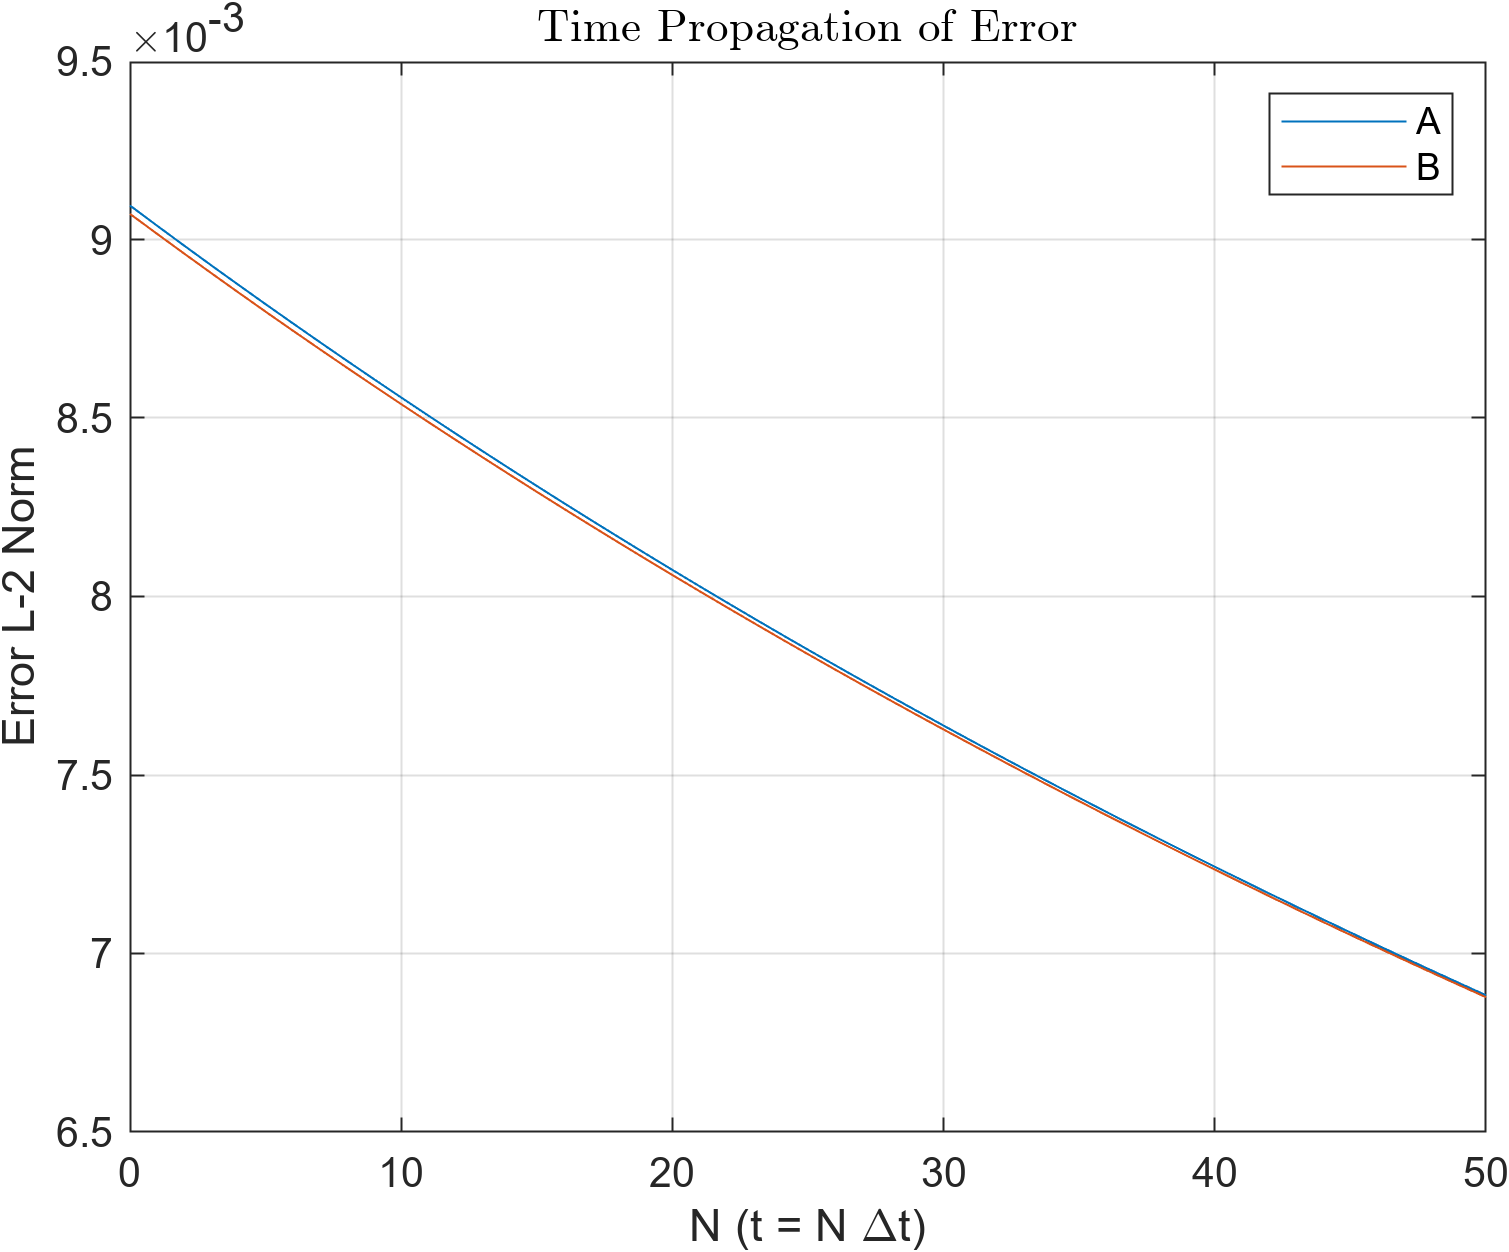 Time Propagation of Error
×10-3
9.5
9
8.5
8
7.5
7
6.5
Error L-2 Norm
A
B
0 10 20 30 40 50
N (t = N Δt)